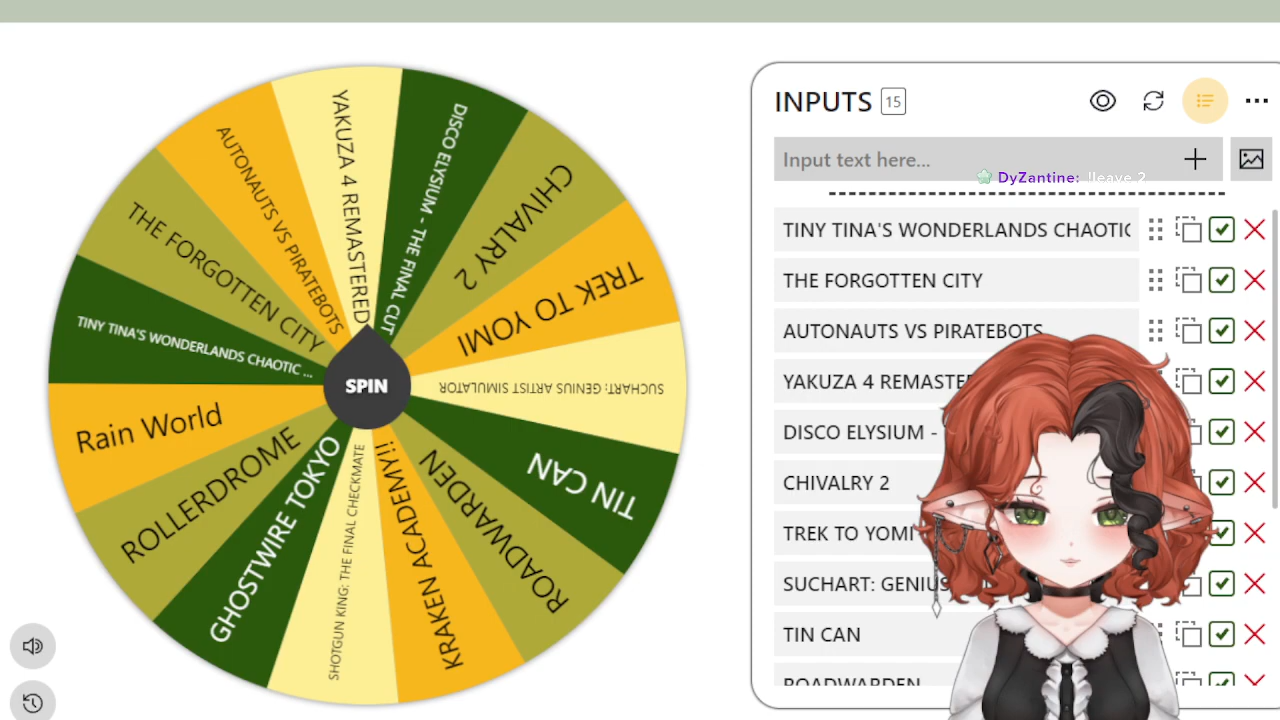 YAKUZA 4 REMASTERED
DISCO ELYSIUM - THE FINAL CUT
CHIVALRY 2
TREK TO YOMI
SUCHART: GENIUS ARTIST SIMULATOR
TIN CAN
ROADWARDEN
KRAKEN ACADEMY!!
SHOTGUN KING: THE FINAL CHECKMATE
GHOSTWIRE TOKYO
ROLLERDROME
Rain World
TINY TINA'S WONDERLANDS CHAOTIC ...
THE FORGOTTEN CITY
AUTONAUTS VS PIRATEBOTS
SPIN
INPUTS 15
Input text here...
DyZantine: !leave 2
TINY TINA'S WONDERLANDS CHAOTIC
THE FORGOTTEN CITY
AUTONAUTS VS PIRATEBOTS
YAKUZA 4 REMASTE
DISCO ELYSIUM -
CHIVALRY 2
TREK TO YOMI
SUCHART: GENIUS
TIN CAN
ROADWARDEN